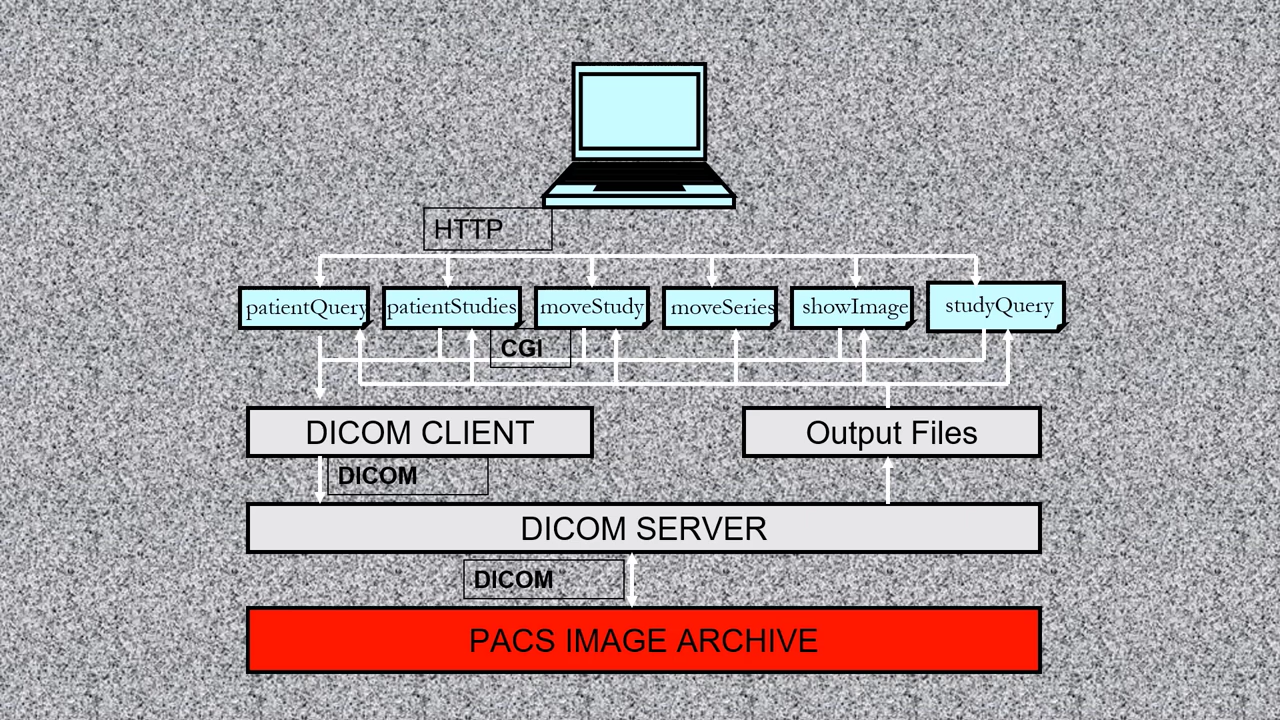 HTTP
patientQuery
patientStudies
moveStudy
moveSeries
showImage
studyQuery
CGI
DICOM CLIENT
Output Files
DICOM
DICOM SERVER
DICOM
PACS IMAGE ARCHIVE